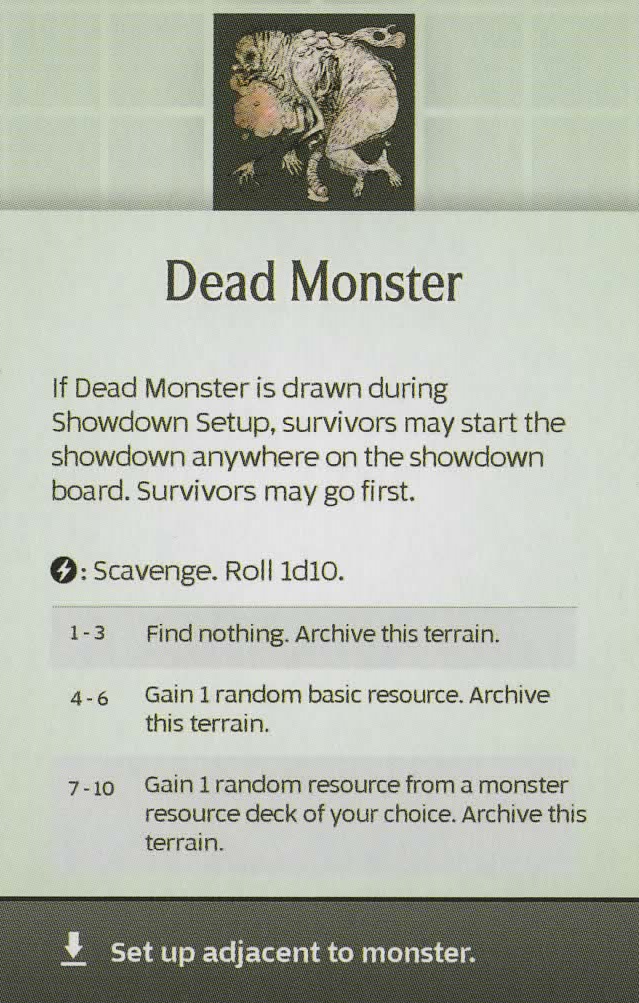 Dead Monster
If Dead Monster is drawn during
Showdown Setup, survivors may start the
showdown anywhere on the showdown
board. Survivors may go first.
: Scavenge. Roll 1d10.
1-3 Find nothing. Archive this terrain.
4-6 Gain 1 random basic resource. Archive
this terrain.
7-10 Gain 1 random resource from a monster
resource deck of your choice. Archive this
terrain.
Set up adjacent to monster.